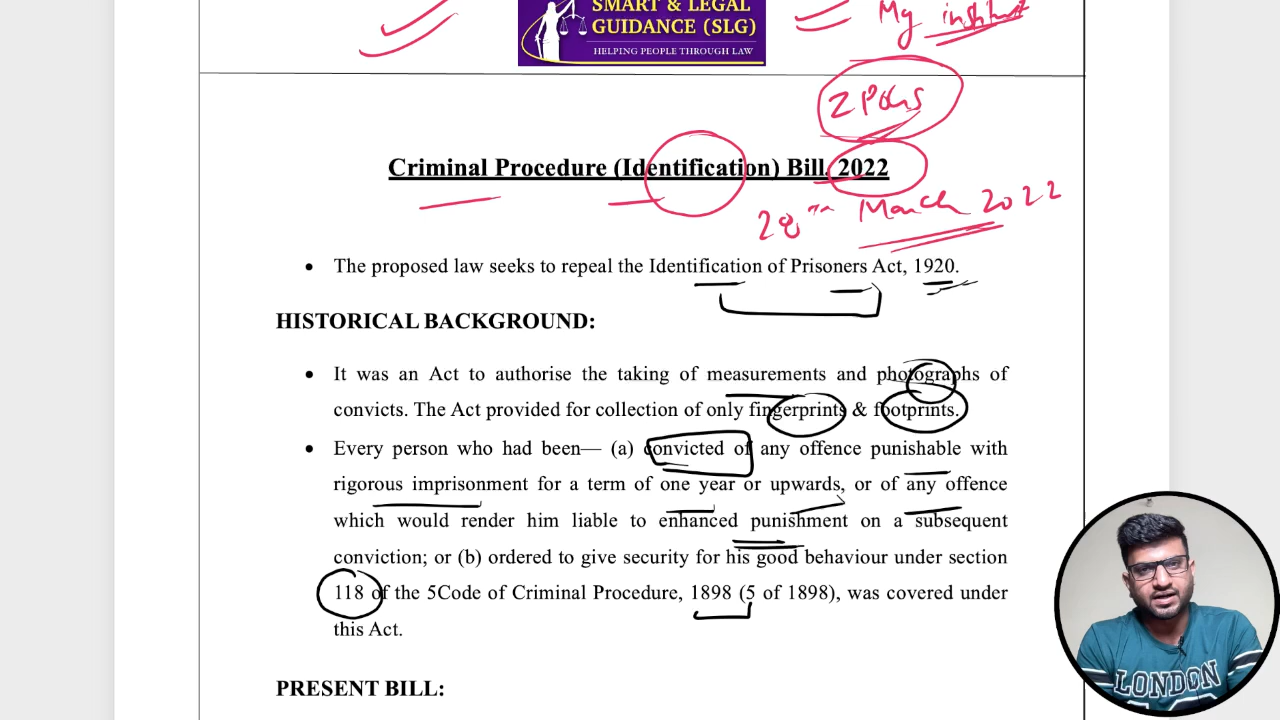 SMART & LEGAL
GUIDANCE (SLG)
HELPING PEOPLE THROUGH LAW
My institut
2 Pdfs
Criminal Procedure (Identification) Bill, 2022
28th March 2022
• The proposed law seeks to repeal the Identification of Prisoners Act, 1920.
HISTORICAL BACKGROUND:
• It was an Act to authorise the taking of measurements and photographs of
convicts. The Act provided for collection of only fingerprints & footprints.
• Every person who had been— (a) convicted of any offence punishable with
rigorous imprisonment for a term of one year or upwards, or of any offence
which would render him liable to enhanced punishment on a subsequent
conviction; or (b) ordered to give security for his good behaviour under section
118 of the 5Code of Criminal Procedure, 1898 (5 of 1898), was covered under
this Act.
PRESENT BILL:
LONDON